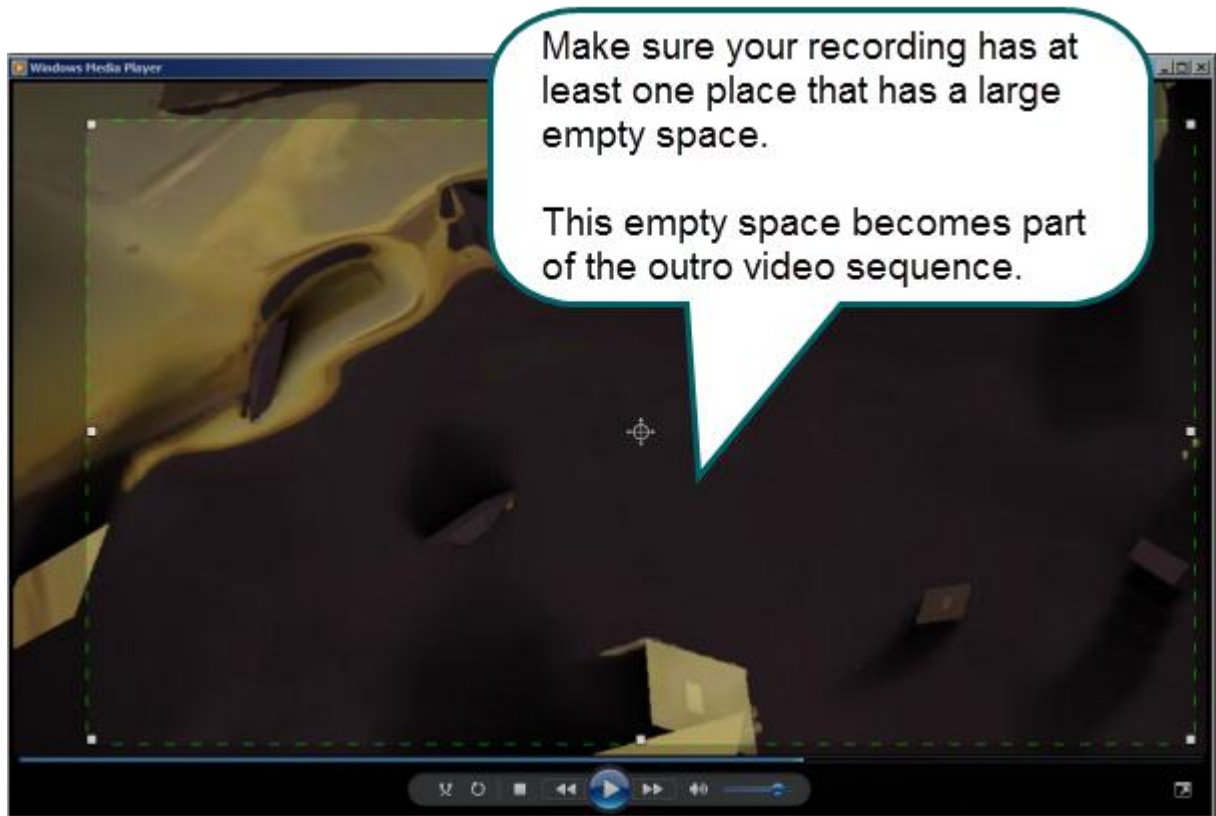 Windows Media Player
Make sure your recording has at
least one place that has a large
empty space.
This empty space becomes part
of the outro video sequence.